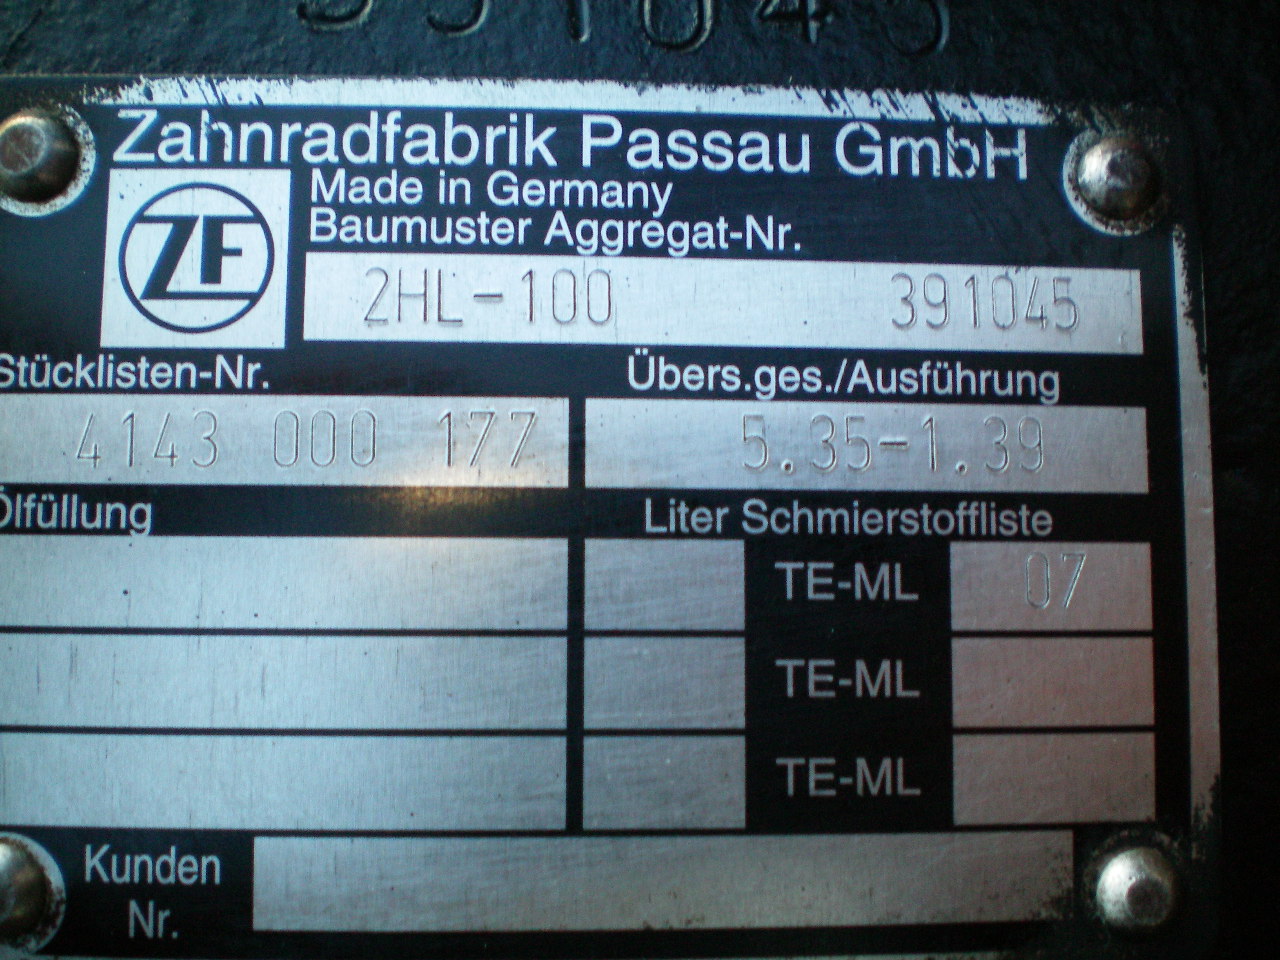 391045
Zahnradfabrik Passau GmbH
Made in Germany
ZF
Baumuster Aggregat-Nr.
2HL-100 391045
Stücklisten-Nr. Übers.ges./Ausführung
4143 000 177 5.35-1.39
Ölfüllung Liter Schmierstoffliste
TE-ML 07
TE-ML
TE-ML
Kunden
Nr.